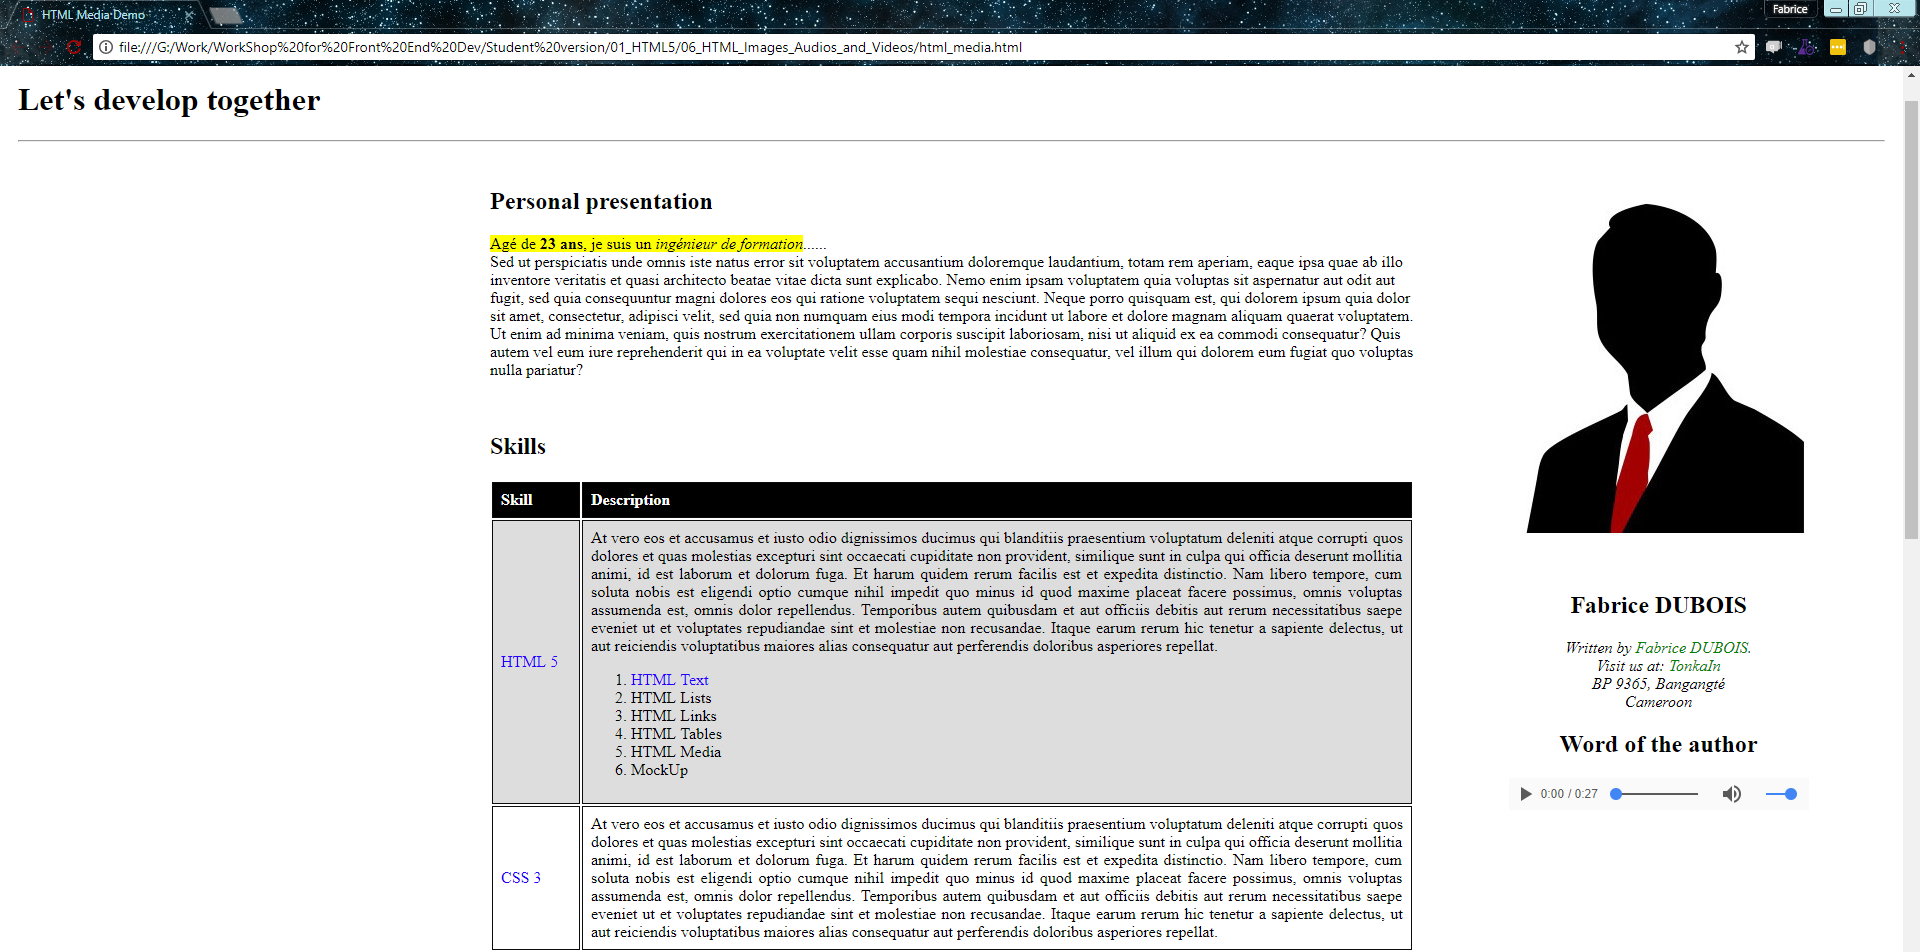 HTML Media Demo
Fabrice
file:///G:/Work/WorkShop%20for%20Front%20End%20Dev/Student%20version/01_HTML5/06_HTML_Images_Audios_and_Videos/html_media.html
Let's develop together
Personal presentation
Agé de 23 ans, je suis un ingénieur de formation......
Sed ut perspiciatis unde omnis iste natus error sit voluptatem accusantium doloremque laudantium, totam rem aperiam, eaque ipsa quae ab illo
inventore veritatis et quasi architecto beatae vitae dicta sunt explicabo. Nemo enim ipsam voluptatem quia voluptas sit aspernatur aut odit aut
fugit, sed quia consequuntur magni dolores eos qui ratione voluptatem sequi nesciunt. Neque porro quisquam est, qui dolorem ipsum quia dolor
sit amet, consectetur, adipisci velit, sed quia non numquam eius modi tempora incidunt ut labore et dolore magnam aliquam quaerat voluptatem.
Ut enim ad minima veniam, quis nostrum exercitationem ullam corporis suscipit laboriosam, nisi ut aliquid ex ea commodi consequatur? Quis
autem vel eum iure reprehenderit qui in ea voluptate velit esse quam nihil molestiae consequatur, vel illum qui dolorem eum fugiat quo voluptas
nulla pariatur?
Skills
Skill Description
HTML 5
At vero eos et accusamus et iusto odio dignissimos ducimus qui blanditiis praesentium voluptatum deleniti atque corrupti quos
dolores et quas molestias excepturi sint occaecati cupiditate non provident, similique sunt in culpa qui officia deserunt mollitia
animi, id est laborum et dolorum fuga. Et harum quidem rerum facilis est et expedita distinctio. Nam libero tempore, cum
soluta nobis est eligendi optio cumque nihil impedit quo minus id quod maxime placeat facere possimus, omnis voluptas
assumenda est, omnis dolor repellendus. Temporibus autem quibusdam et aut officiis debitis aut rerum necessitatibus saepe
eveniet ut et voluptates repudiandae sint et molestiae non recusandae. Itaque earum rerum hic tenetur a sapiente delectus, ut
aut reiciendis voluptatibus maiores alias consequatur aut perferendis doloribus asperiores repellat.
1. HTML Text
2. HTML Lists
3. HTML Links
4. HTML Tables
5. HTML Media
6. MockUp
CSS 3
At vero eos et accusamus et iusto odio dignissimos ducimus qui blanditiis praesentium voluptatum deleniti atque corrupti quos
dolores et quas molestias excepturi sint occaecati cupiditate non provident, similique sunt in culpa qui officia deserunt mollitia
animi, id est laborum et dolorum fuga. Et harum quidem rerum facilis est et expedita distinctio. Nam libero tempore, cum
soluta nobis est eligendi optio cumque nihil impedit quo minus id quod maxime placeat facere possimus, omnis voluptas
assumenda est, omnis dolor repellendus. Temporibus autem quibusdam et aut officiis debitis aut rerum necessitatibus saepe
eveniet ut et voluptates repudiandae sint et molestiae non recusandae. Itaque earum rerum hic tenetur a sapiente delectus, ut
aut reiciendis voluptatibus maiores alias consequatur aut perferendis doloribus asperiores repellat.
Fabrice DUBOIS
Written by Fabrice DUBOIS.
Visit us at: TonkaIn
BP 9365, Bangangté
Cameroon
Word of the author
0:00 / 0:27